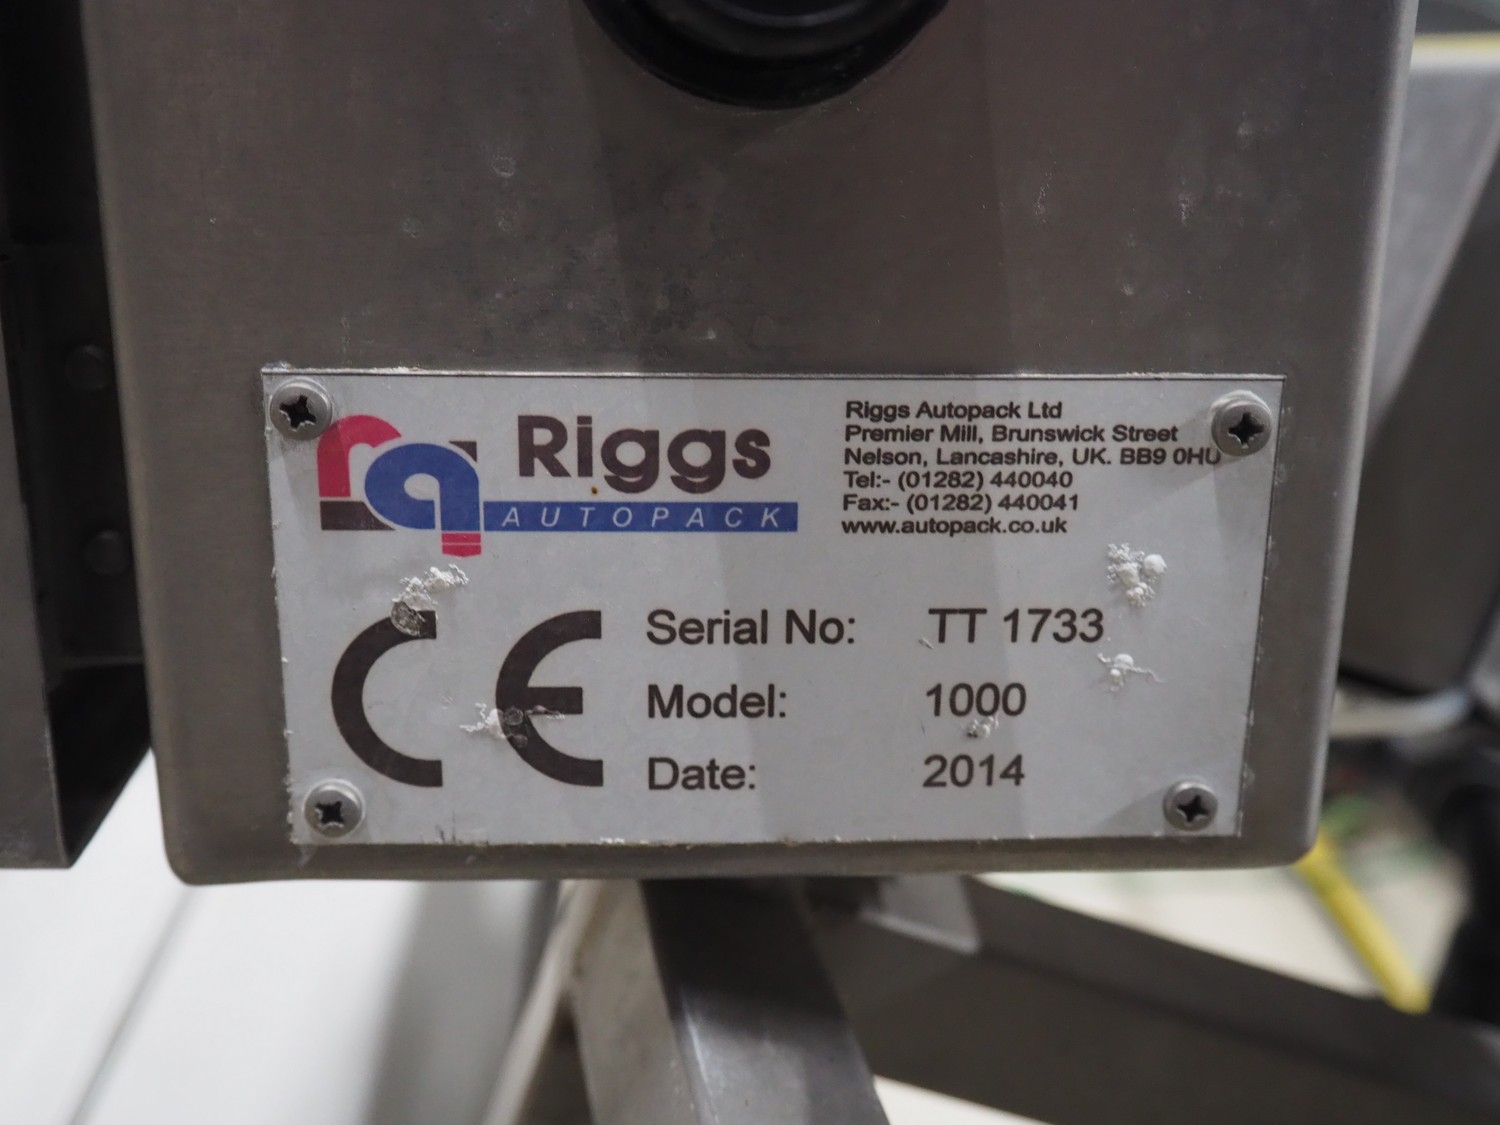 ra Riggs
AUTOPACK
Riggs Autopack Ltd
Premier Mill, Brunswick Street
Nelson, Lancashire, UK. BB9 0HU
Tel:- (01282) 440040
Fax:- (01282) 440041
www.autopack.co.uk
CE
Serial No: TT 1733
Model: 1000
Date: 2014